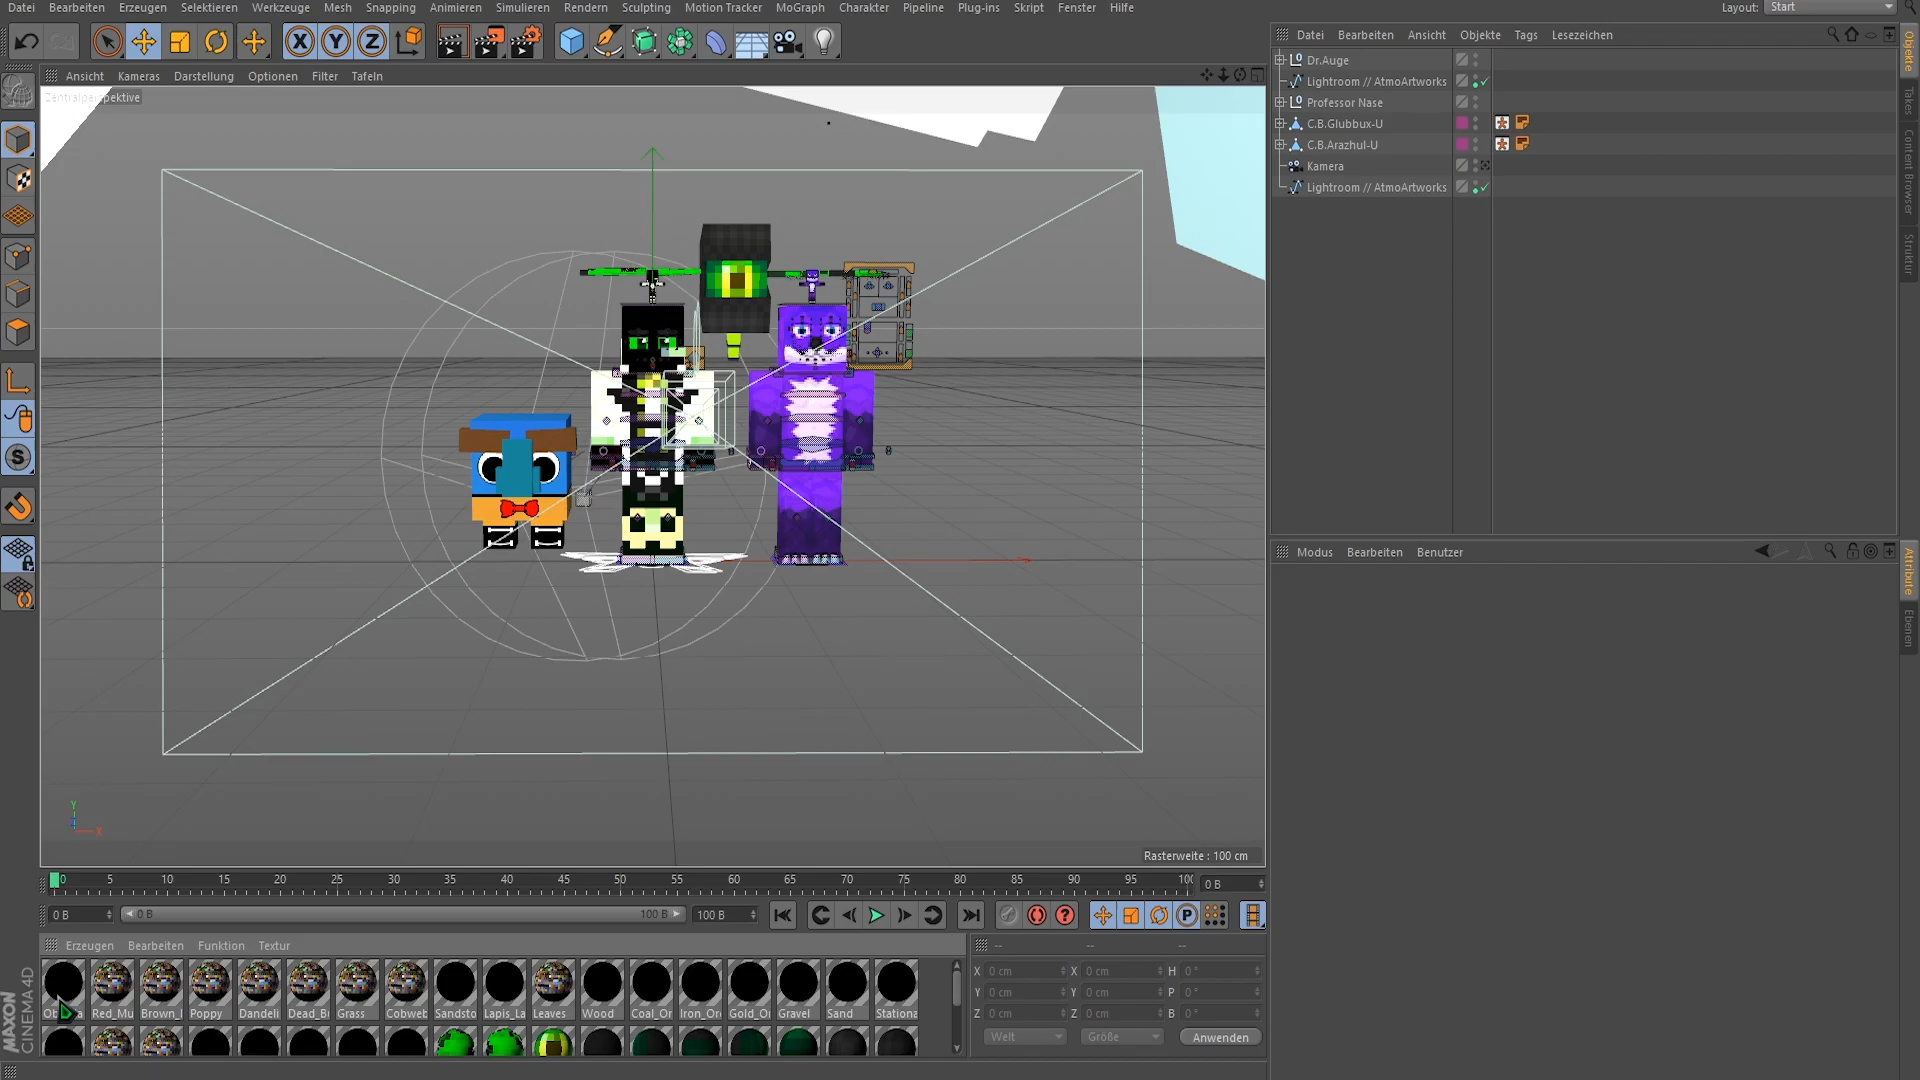 Datei Bearbeiten Erzeugen Selektieren Werkzeuge Mesh Snapping Animieren Simulieren Rendern Sculpting Motion Tracker MoGraph Charakter Pipeline Plug-ins Skript Fenster Hilfe
Layout: Start
Ansicht Kameras Darstellung Optionen Filter Tafeln
Zentralperspektive
Datei Bearbeiten Ansicht Objekte Tags Lesezeichen
Dr.Auge
Lightroom // AtmoArtworks
Professor Nase
C.B.Glubbux-U
C.B.Arazhul-U
Kamera
Lightroom // AtmoArtworks
Objekte
Takes
Content Browser
Struktur
Modus Bearbeiten Benutzer
Attribute
Ebenen
Y
X
Rasterweite : 100 cm
0 5 10 15 20 25 30 35 40 45 50 55 60 65 70 75 80 85 90 95 100
0 B
0 B 0 B 100 B 100 B
Erzeugen Bearbeiten Funktion Textur
-- -- --
Red_Mu Brown_ Poppy Dandeli Dead_B Grass Cobweb Sandsto Lapis_La Leaves Wood Coal_Or Iron_Or Gold_Or Gravel Sand Stationa
X 0 cm X 0 cm H 0 °
Y 0 cm Y 0 cm P 0 °
Z 0 cm Z 0 cm B 0 °
Welt Größe Anwenden
MAXON
CINEMA4D